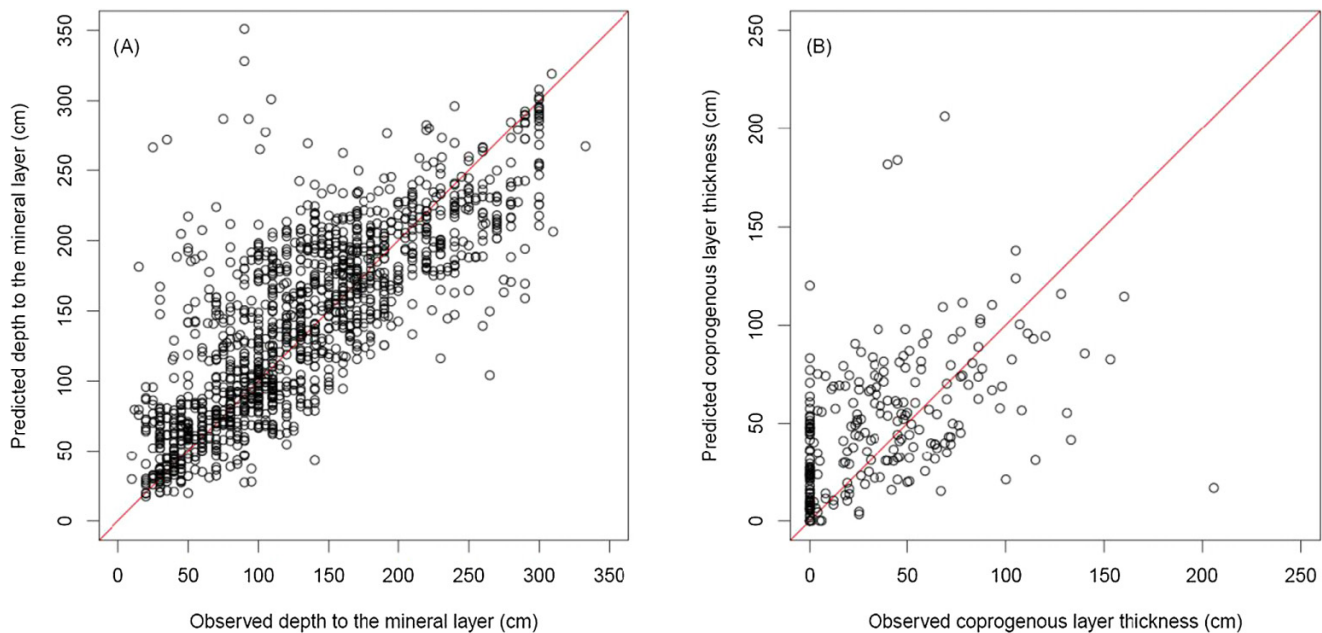 (A)
Predicted depth to the mineral layer (cm)
350
300
250
200
150
100
50
0
0 50 100 150 200 250 300 350
Observed depth to the mineral layer (cm)
(B)
Predicted coprogenous layer thickness (cm)
250
200
150
100
50
0
0 50 100 150 200 250
Observed coprogenous layer thickness (cm)